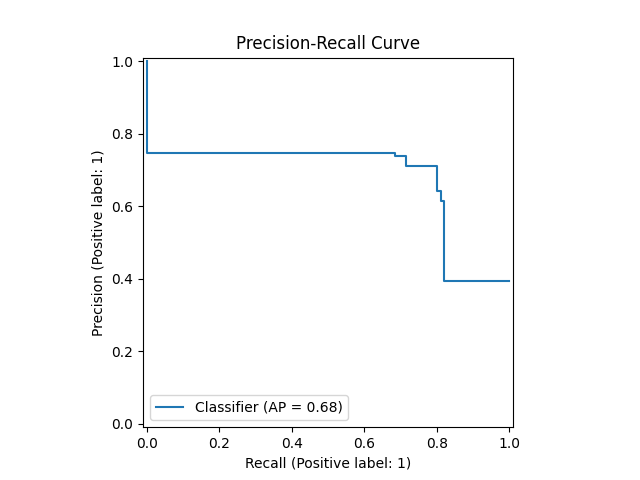 Precision-Recall Curve
1.0
0.8
0.6
0.4
0.2
0.0
Precision (Positive label: 1)
Classifier (AP = 0.68)
0.0 0.2 0.4 0.6 0.8 1.0
Recall (Positive label: 1)